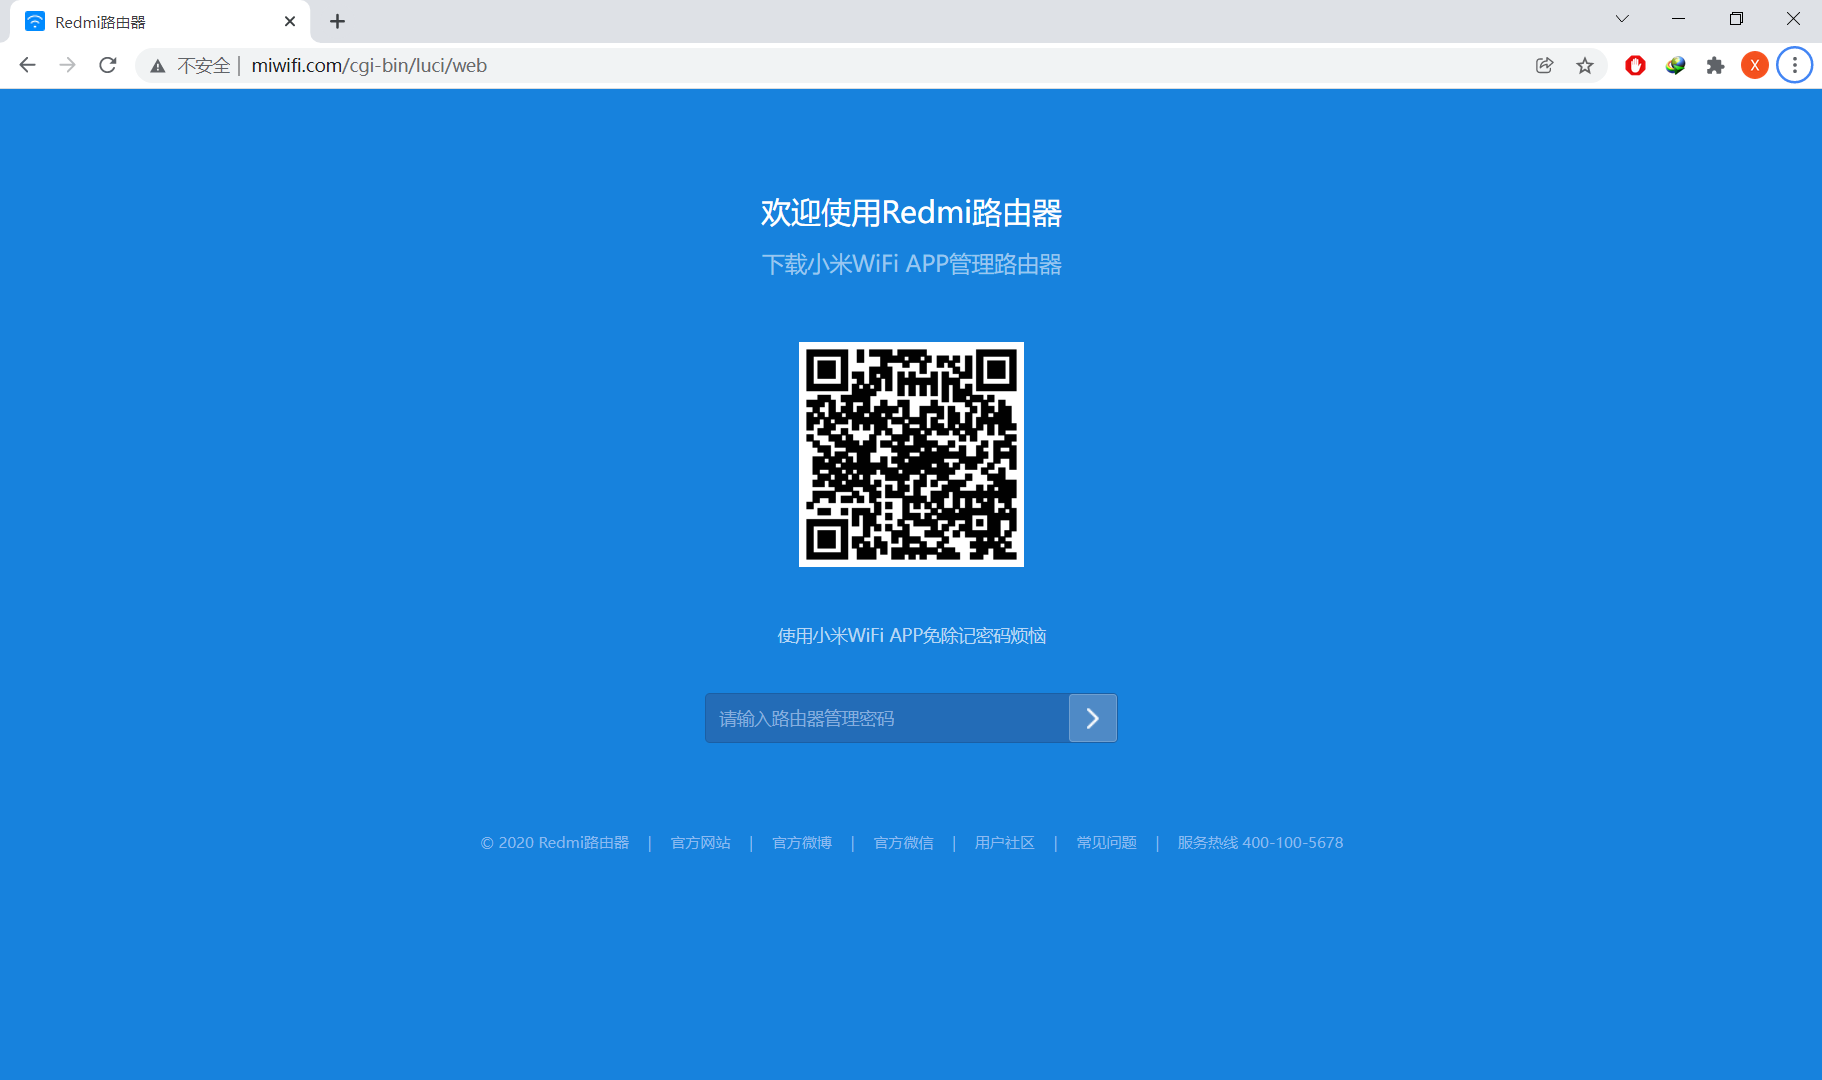 Redmi路由器
不安全 | miwifi.com/cgi-bin/luci/web
X
欢迎使用Redmi路由器
下载小米WiFi APP管理路由器
使用小米WiFi APP免除记密码烦恼
请输入路由器管理密码
© 2020 Redmi路由器 | 官方网站 | 官方微博 | 官方微信 | 用户社区 | 常见问题 | 服务热线 400-100-5678